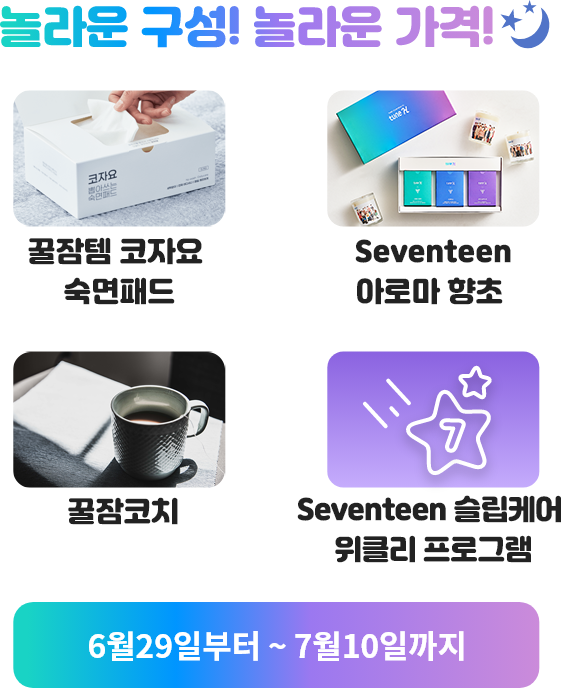 놀라운 구성! 놀라운 가격!
코자요
뽑아쓰는
숙면패드
tune
꿀잠템 코자요
숙면패드
Seventeen
아로마 향초
7
꿀잠코치
Seventeen 슬립케어
위클리 프로그램
6월29일부터 ~ 7월10일까지